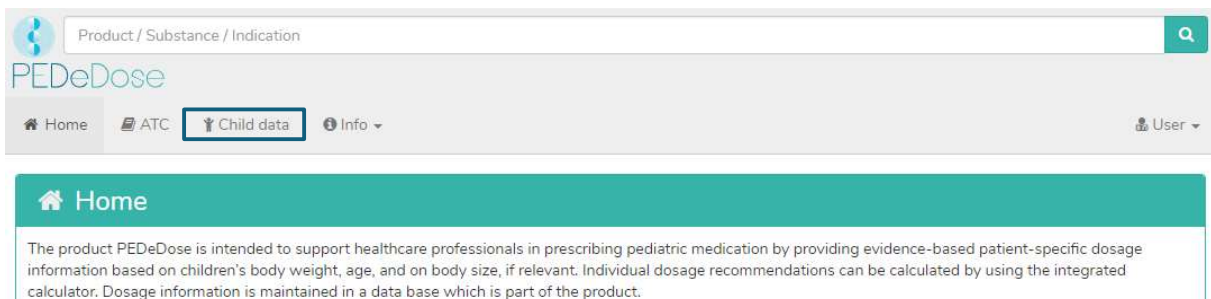 Product / Substance / Indication
PEDeDose
Home ATC Child data Info User
Home
The product PEDeDose is intended to support healthcare professionals in prescribing pediatric medication by providing evidence-based patient-specific dosage
information based on children's body weight, age, and on body size, if relevant. Individual dosage recommendations can be calculated by using the integrated
calculator. Dosage information is maintained in a data base which is part of the product.